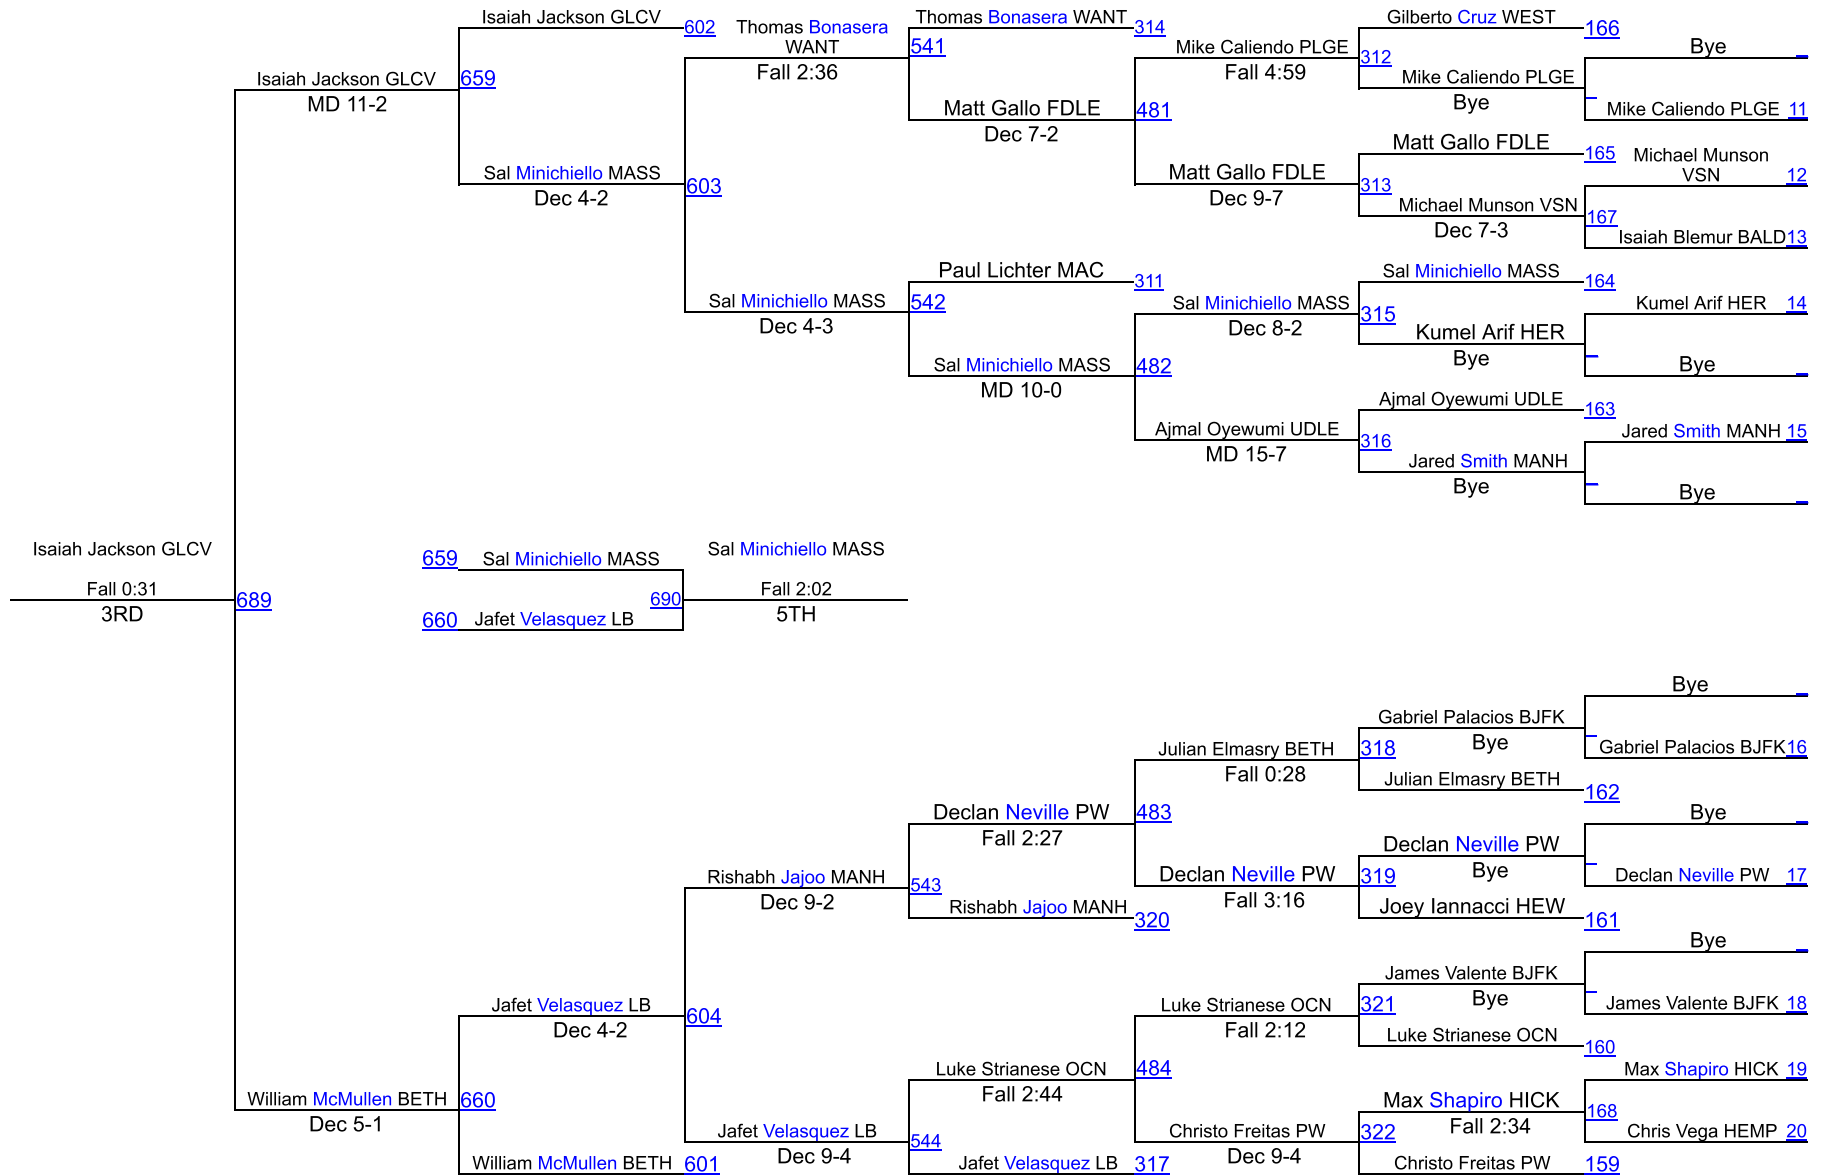 Isaiah Jackson GLCV
602
Thomas Bonasera
WANT
Fall 2:36
Thomas Bonasera WANT
314
541
Mike Caliendo PLGE
Fall 4:59
Gilberto Cruz WEST
166
312
Mike Caliendo PLGE
Bye
Bye
Mike Caliendo PLGE 11
Isaiah Jackson GLCV
MD 11-2
659
Matt Gallo FDLE
Dec 7-2
481
Matt Gallo FDLE
165
Michael Munson
VSN
12
Sal Minichiello MASS
Dec 4-2
603
Matt Gallo FDLE
Dec 9-7
313
Michael Munson VSN
Dec 7-3
167
Isaiah Blemur BALD 13
Paul Lichter MAC
311
Sal Minichiello MASS
164
Sal Minichiello MASS
Dec 4-3
542
Sal Minichiello MASS
Dec 8-2
315
Kumel Arif HER
Bye
Kumel Arif HER 14
Bye
Sal Minichiello MASS
MD 10-0
482
Ajmal Oyewumi UDLE
163
Ajmal Oyewumi UDLE
MD 15-7
316
Jared Smith MANH
Bye
Jared Smith MANH 15
Bye
Isaiah Jackson GLCV
Fall 0:31
3RD
689
659 Sal Minichiello MASS
660 Jafet Velasquez LB
690
Sal Minichiello MASS
Fall 2:02
5TH
Bye
Gabriel Palacios BJFK
Bye
Gabriel Palacios BJFK 16
Julian Elmasry BETH
Fall 0:28
318
Julian Elmasry BETH
162
Declan Neville PW
Fall 2:27
483
Bye
Declan Neville PW
Bye
Declan Neville PW 17
Rishabh Jajoo MANH
Dec 9-2
543
Declan Neville PW
Fall 3:16
319
Rishabh Jajoo MANH
320
Joey Iannacci HEW
161
Bye
James Valente BJFK
Bye
James Valente BJFK 18
Jafet Velasquez LB
Dec 4-2
604
Luke Strianese OCN
Fall 2:12
321
Luke Strianese OCN
160
Luke Strianese OCN
Fall 2:44
484
Max Shapiro HICK 19
William McMullen BETH
Dec 5-1
660
Max Shapiro HICK
Fall 2:34
168
Chris Vega HEMP 20
Jafet Velasquez LB
Dec 9-4
544
Christo Freitas PW
Dec 9-4
322
William McMullen BETH 601
Jafet Velasquez LB 317
Christo Freitas PW 159